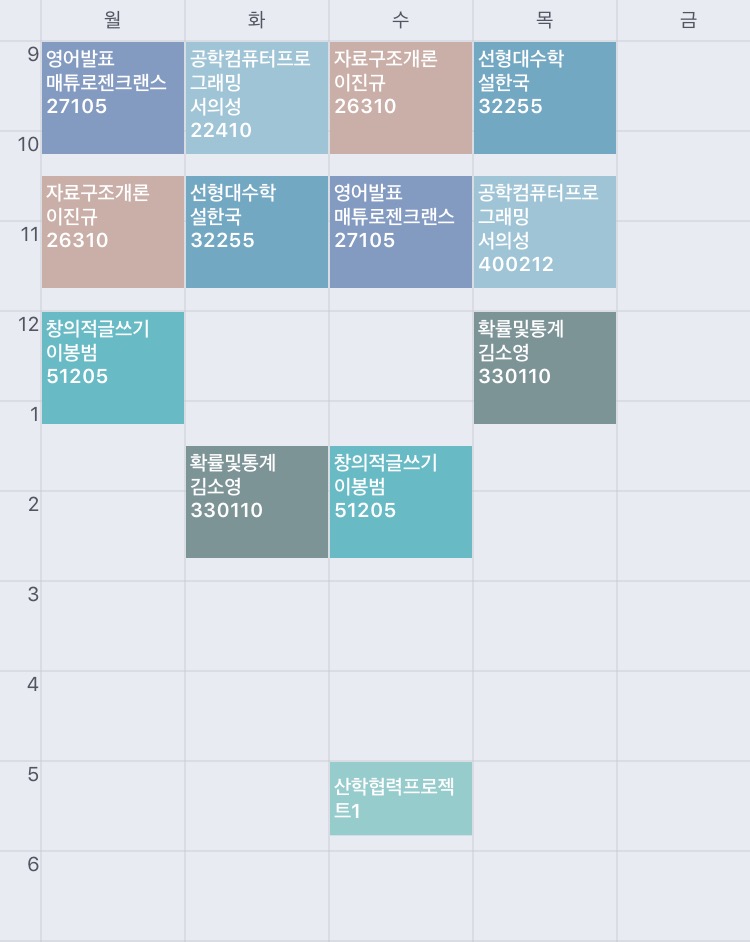 월 화 수 목 금
9
영어발표
매튜로젠크랜스
27105
공학컴퓨터프로
그래밍
서의성
22410
자료구조개론
이진규
26310
선형대수학
설한국
32255
10
자료구조개론
이진규
26310
선형대수학
설한국
32255
영어발표
매튜로젠크랜스
27105
공학컴퓨터프로
그래밍
서의성
400212
11
12
창의적글쓰기
이봉범
51205
확률및통계
김소영
330110
1
확률및통계
김소영
330110
창의적글쓰기
이봉범
51205
2
3
4
5
산학협력프로젝
트1
6